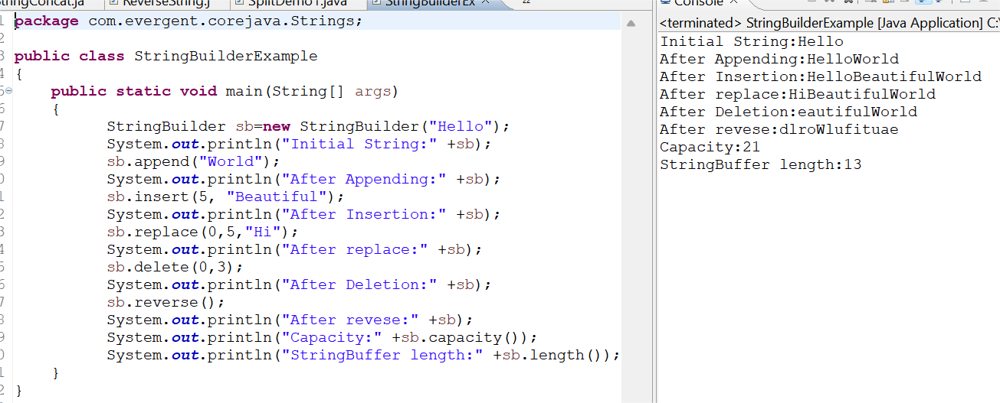 ReverseString.j SplitDemo1.java StringBuilderEx
Console
package com.evergent.corejava.Strings;
public class StringBuilderExample
{
public static void main(String[] args)
{
StringBuilder sb=new StringBuilder("Hello");
System.out.println("Initial String:" +sb);
sb.append("World");
System.out.println("After Appending:" +sb);
sb.insert(5, "Beautiful");
System.out.println("After Insertion:" +sb);
sb.replace(0,5,"Hi");
System.out.println("After replace:" +sb);
sb.delete(0,3);
System.out.println("After Deletion:" +sb);
sb.reverse();
System.out.println("After revese:" +sb);
System.out.println("Capacity:" +sb.capacity());
System.out.println("StringBuffer length:" +sb.length());
}
}
<terminated> StringBuilderExample [Java Application] C:\
Initial String:Hello
After Appending:HelloWorld
After Insertion:HelloBeautifulWorld
After replace:HiBeautifulWorld
After Deletion:eautifulWorld
After revese:dlroWlufituae
Capacity:21
StringBuffer length:13